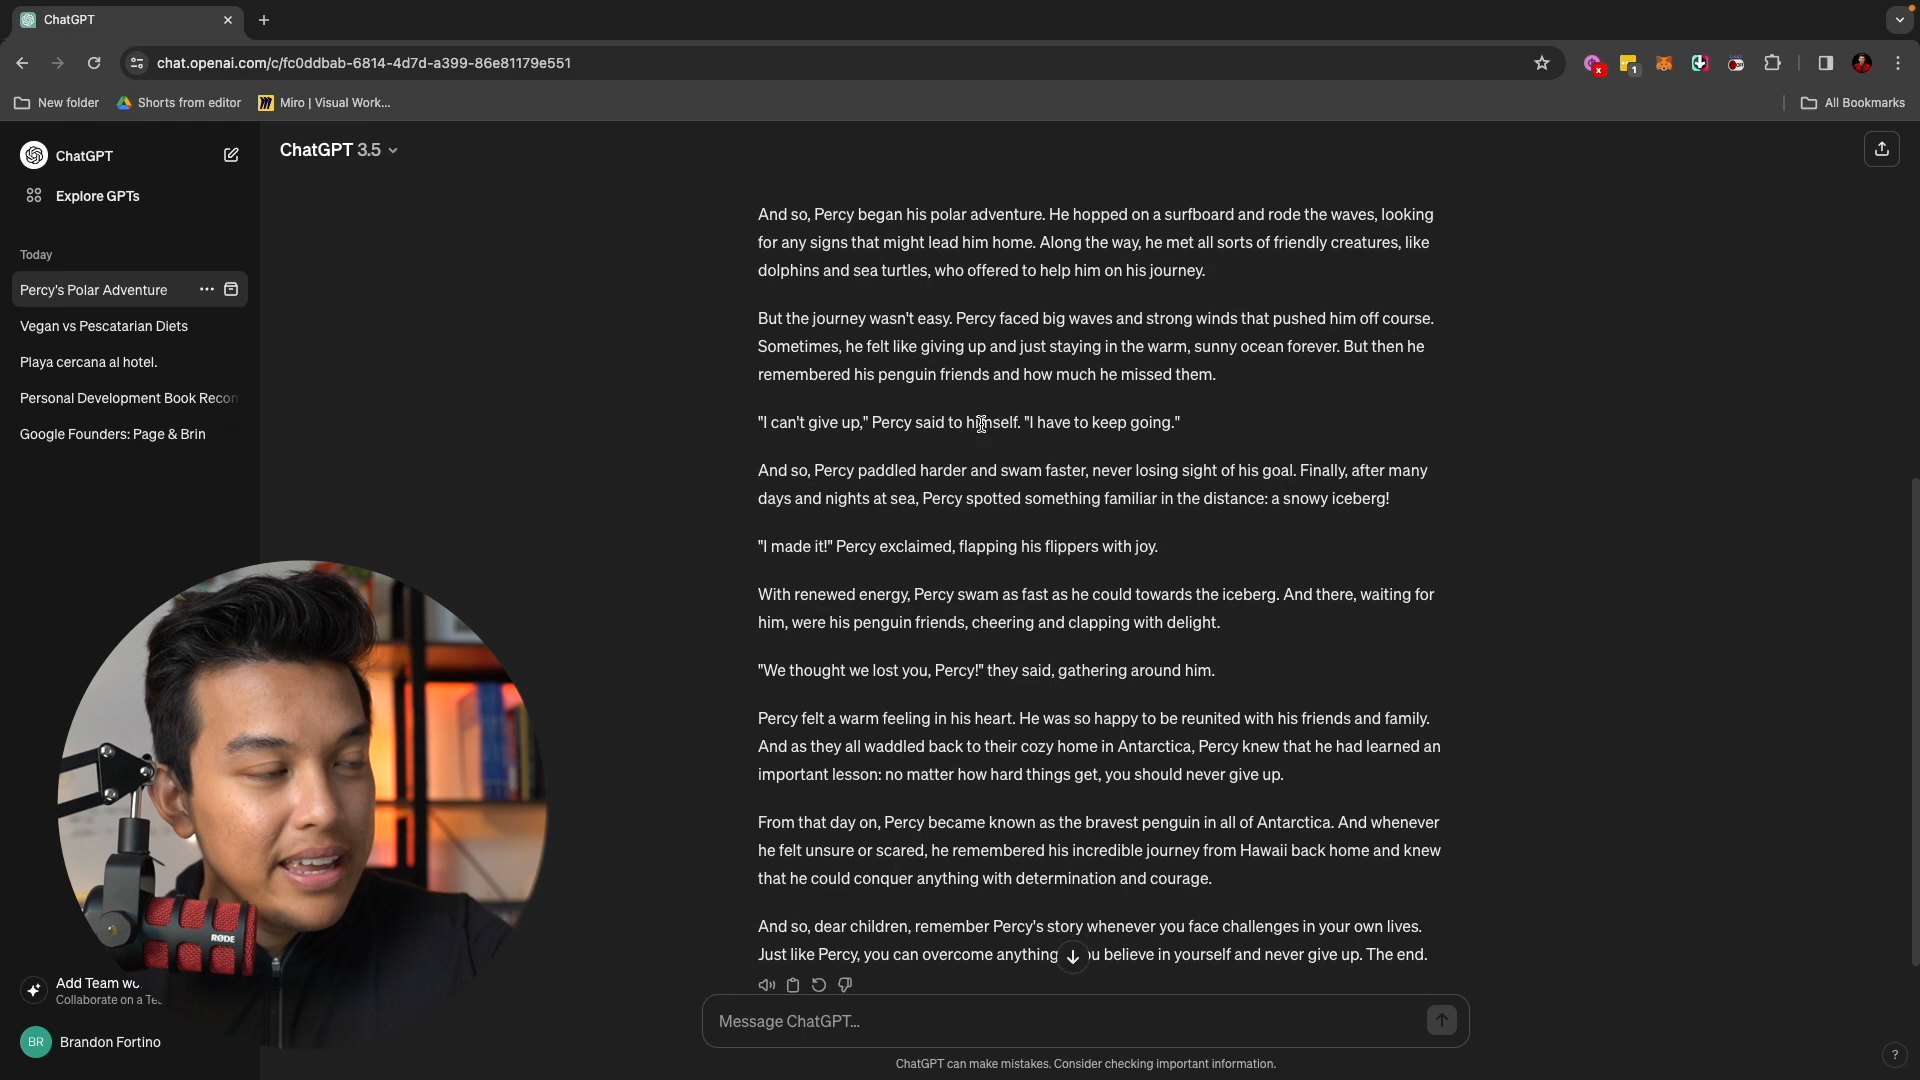 ChatGPT
chat.openai.com/c/fc0ddbab-6814-4d7d-a399-86e81179e551
1
New folder
Shorts from editor
Miro | Visual Work...
All Bookmarks
ChatGPT
Explore GPTs
Today
Percy's Polar Adventure
Vegan vs Pescatarian Diets
Playa cercana al hotel.
Personal Development Book Recon
Google Founders: Page & Brin
Add Team wo
Collaborate on a Te
BR
Brandon Fortino
RØDE
ChatGPT 3.5
And so, Percy began his polar adventure. He hopped on a surfboard and rode the waves, looking
for any signs that might lead him home. Along the way, he met all sorts of friendly creatures, like
dolphins and sea turtles, who offered to help him on his journey.
But the journey wasn't easy. Percy faced big waves and strong winds that pushed him off course.
Sometimes, he felt like giving up and just staying in the warm, sunny ocean forever. But then he
remembered his penguin friends and how much he missed them.
"I can't give up," Percy said to himself. "I have to keep going."
And so, Percy paddled harder and swam faster, never losing sight of his goal. Finally, after many
days and nights at sea, Percy spotted something familiar in the distance: a snowy iceberg!
"I made it!" Percy exclaimed, flapping his flippers with joy.
With renewed energy, Percy swam as fast as he could towards the iceberg. And there, waiting for
him, were his penguin friends, cheering and clapping with delight.
"We thought we lost you, Percy!" they said, gathering around him.
Percy felt a warm feeling in his heart. He was so happy to be reunited with his friends and family.
And as they all waddled back to their cozy home in Antarctica, Percy knew that he had learned an
important lesson: no matter how hard things get, you should never give up.
From that day on, Percy became known as the bravest penguin in all of Antarctica. And whenever
he felt unsure or scared, he remembered his incredible journey from Hawaii back home and knew
that he could conquer anything with determination and courage.
And so, dear children, remember Percy's story whenever you face challenges in your own lives.
Just like Percy, you can overcome anything u believe in yourself and never give up. The end.
Message ChatGPT...
ChatGPT can make mistakes. Consider checking important information.
?